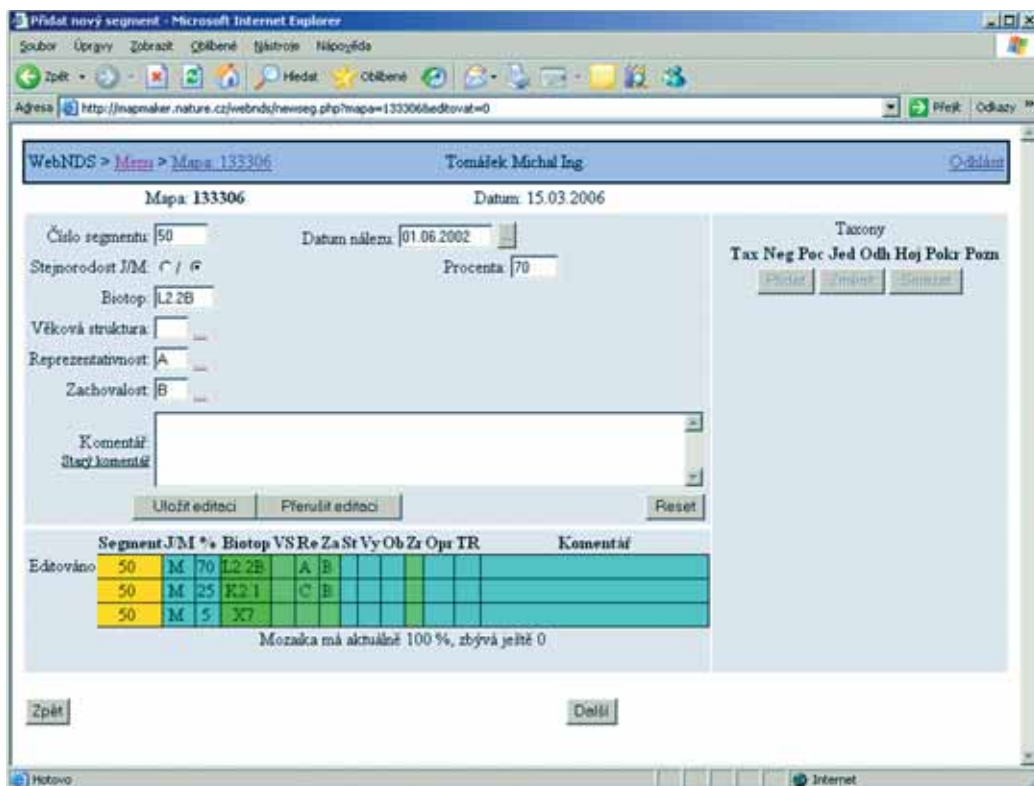 Přidat nový segment - Microsoft Internet Explorer
Soubor Úpravy Zobrazit Oblíbené Nástroje Nápověda
Zpět Hledat Oblíbené
Adresa http://mapmaker.nature.cz/webnds/newseg.php?mapa=133306&editovat=0 Přejít Odkazy »
WebNDS > Menu > Mapa: 133306 Tomášek Michal Ing. Odhlásit
Mapa: 133306 Datum: 15.03.2006
Číslo segmentu: 50 Datum nálezu: 01.06.2002 ... Taxony
Tax Neg Poc Jed Odh Hoj Pokr Pozn
Stejnorodost J/M: / Procenta: 70
Přidat Změnit Smazat
Biotop: L2.2B
Věková struktura: ...
Reprezentativnost: A ...
Zachovalost: B ...
Komentář:
Starý komentář
Uložit editaci Přerušit editaci Reset
Segment J/M % Biotop VS Re Za St Vy Ob Zr Opr TR Komentář
Editováno 50 M 70 L2.2B A B
50 M 25 K2.1 C B
50 M 5 X7
Mozaika má aktuálně 100 %, zbývá ještě 0
Zpět Další
Hotovo Internet